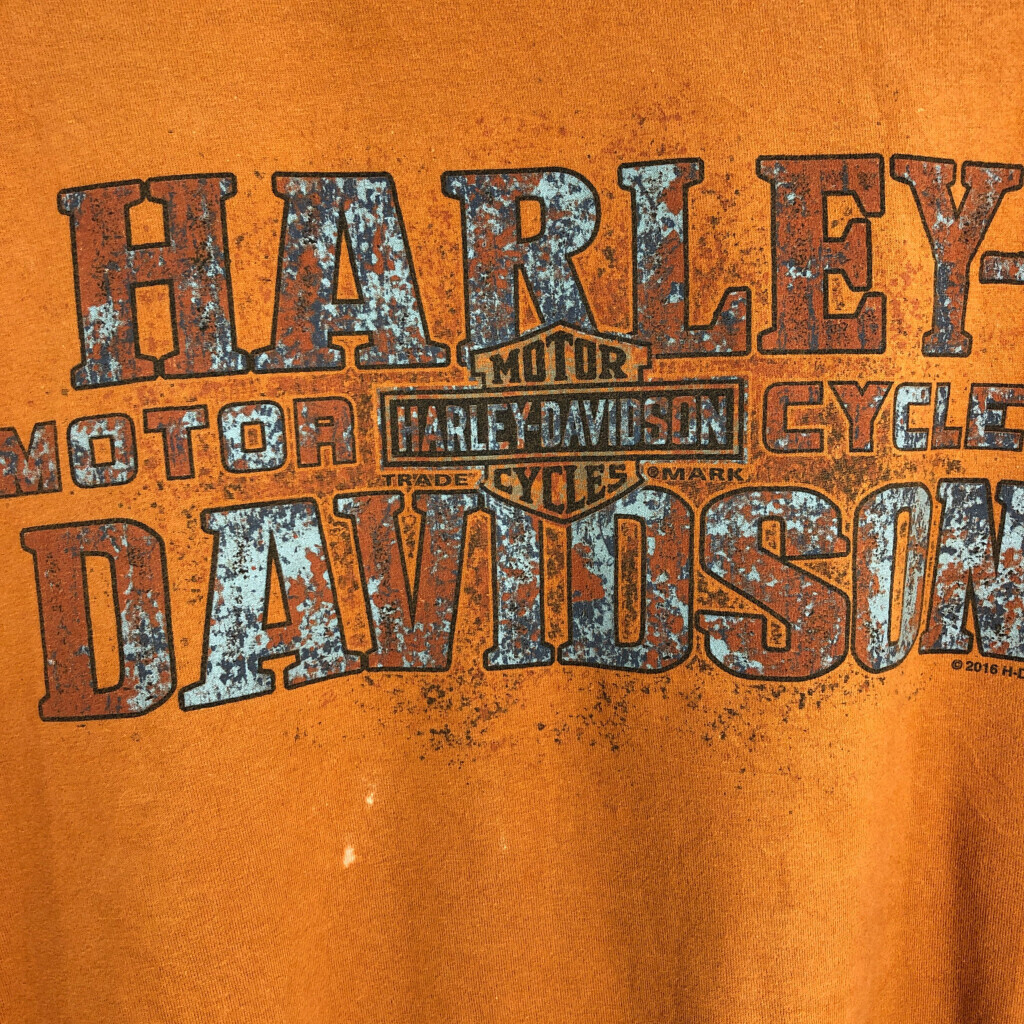 HARLEY-
MOTOR
MOTOR HARLEY-DAVIDSON CYCLE
TRADE CYCLES ®MARK
DAVIDSON
© 2016 H-D